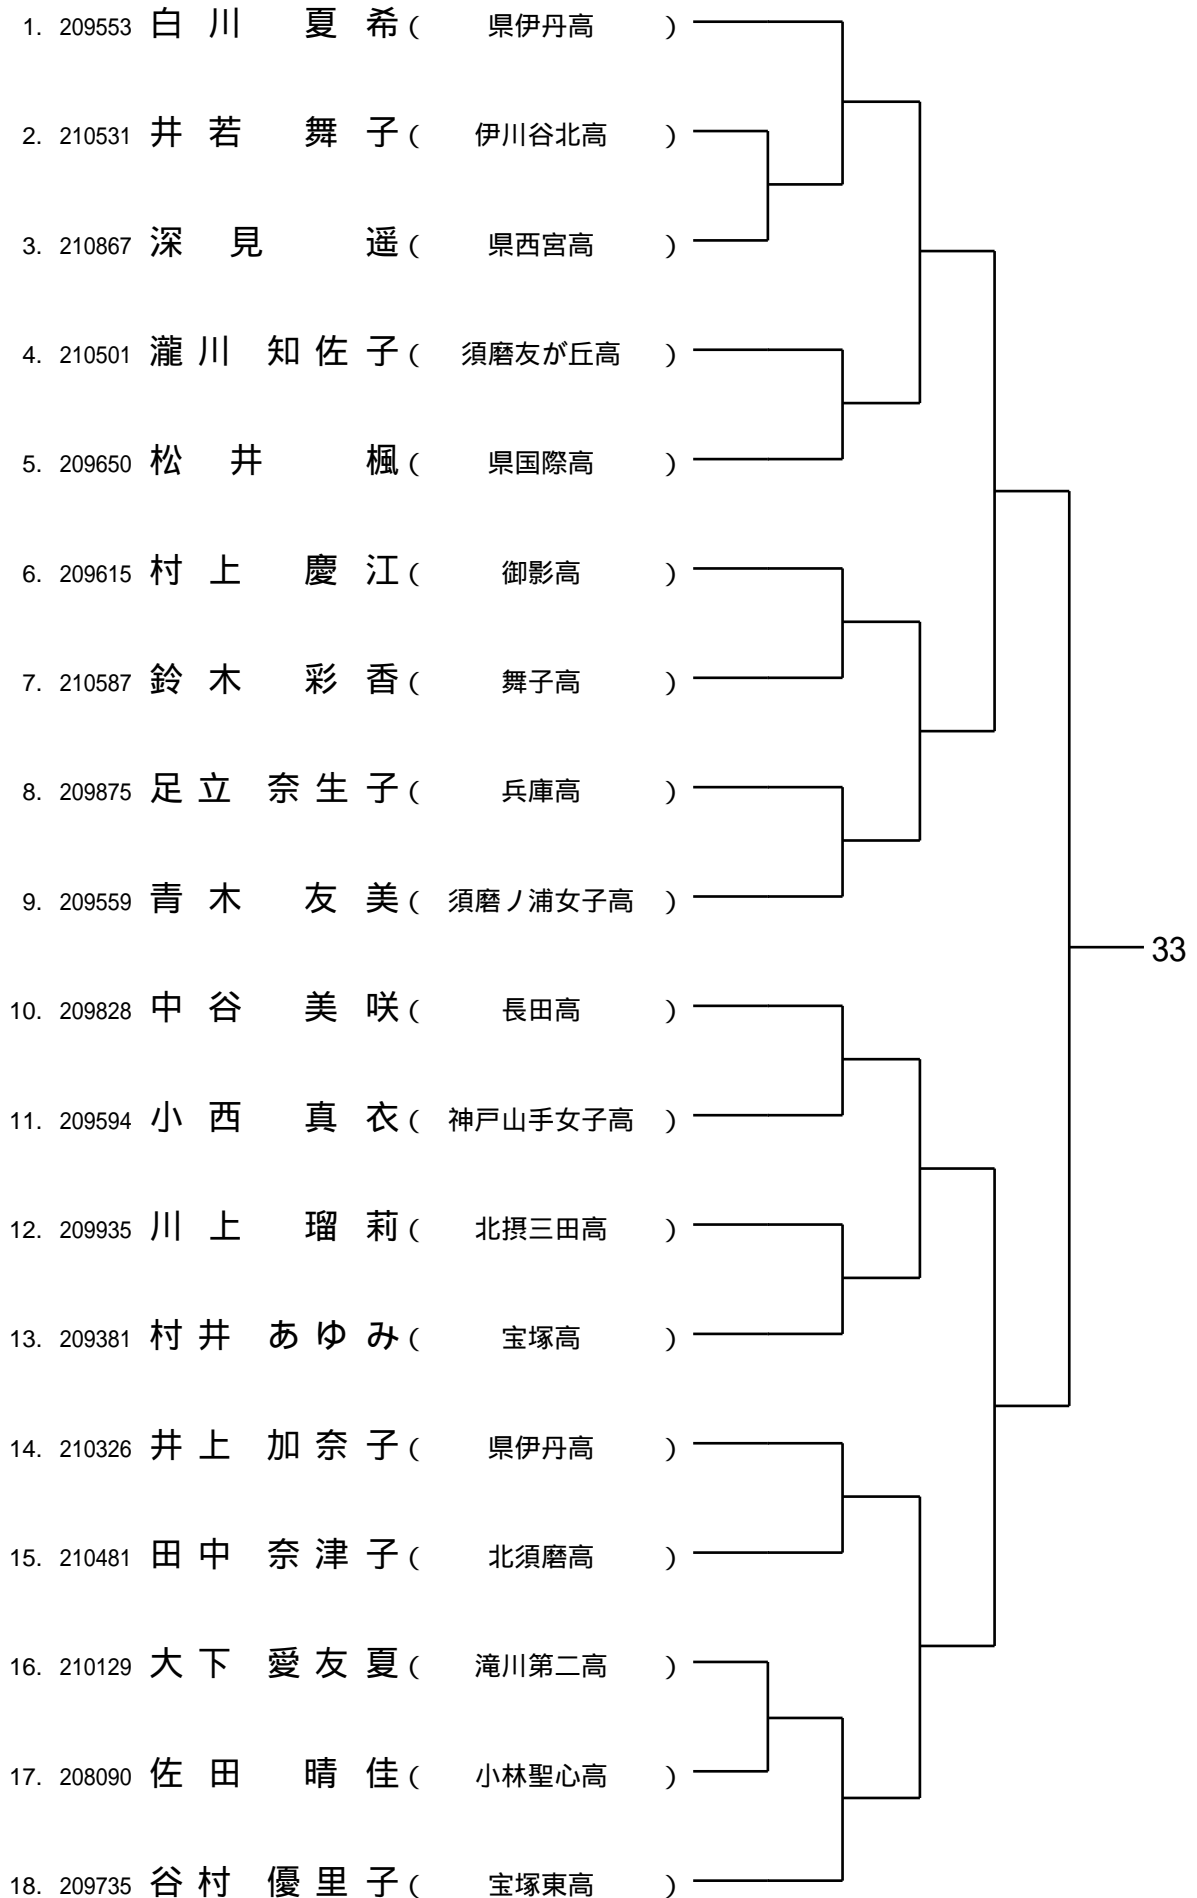 1. 209553 白川 夏希 ( 県伊丹高 )
2. 210531 井若 舞子 ( 伊川谷北高 )
3. 210867 深見 遥 ( 県西宮高 )
4. 210501 瀧川 知佐子 ( 須磨友が丘高 )
5. 209650 松井 楓 ( 県国際高 )
6. 209615 村上 慶江 ( 御影高 )
7. 210587 鈴木 彩香 ( 舞子高 )
8. 209875 足立 奈生子 ( 兵庫高 )
9. 209559 青木 友美 ( 須磨ノ浦女子高 )
33
10. 209828 中谷 美咲 ( 長田高 )
11. 209594 小西 真衣 ( 神戸山手女子高 )
12. 209935 川上 瑠莉 ( 北摂三田高 )
13. 209381 村井 あゆみ ( 宝塚高 )
14. 210326 井上 加奈子 ( 県伊丹高 )
15. 210481 田中 奈津子 ( 北須磨高 )
16. 210129 大下 愛友夏 ( 滝川第二高 )
17. 208090 佐田 晴佳 ( 小林聖心高 )
18. 209735 谷村 優里子 ( 宝塚東高 )